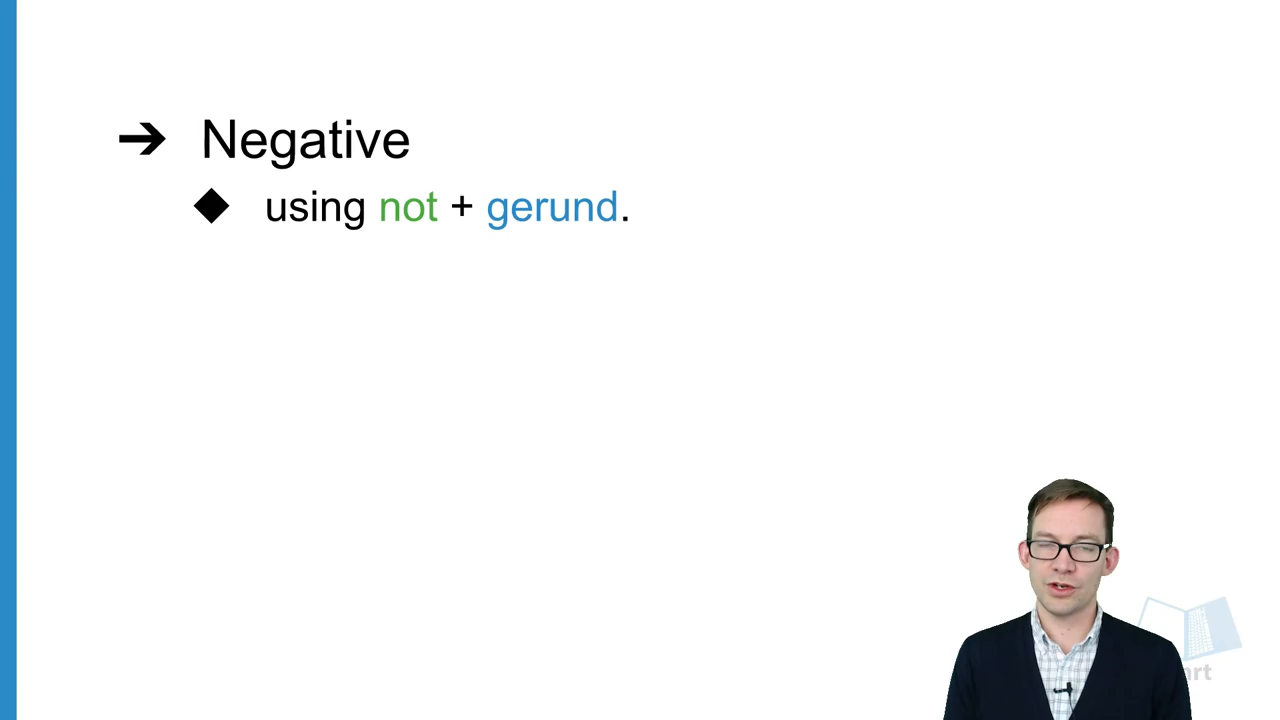 ➔ Negative
◆ using not + gerund.